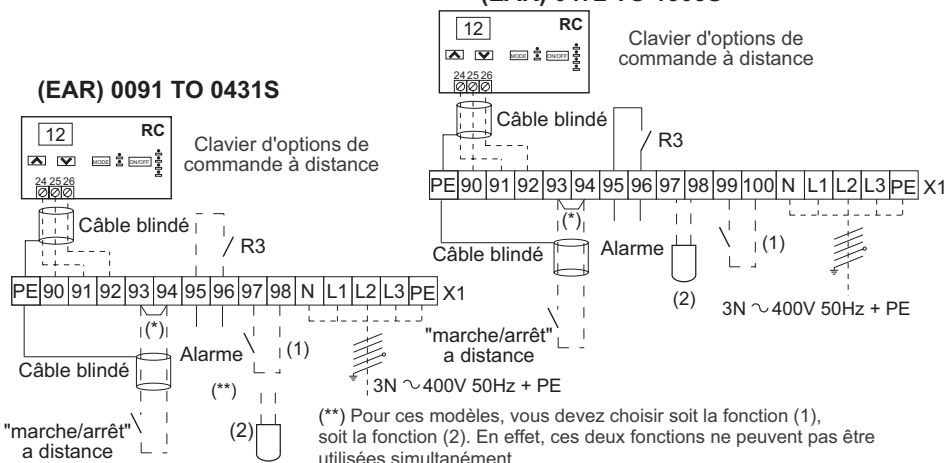 12
RC
Clavier d'options de
commande à distance
MODE
ON/OFF
24 25 26
(EAR) 0091 TO 0431S
Câble blindé
R3
PE 90 91 92 93 94 95 96 97 98 99 100 N L1 L2 L3 PE X1
(*)
Câble blindé
Alarme
(1)
(2)
3N ~ 400V 50Hz + PE
"marche/arrêt"
a distance
12
RC
Clavier d'options de
commande à distance
MODE
ON/OFF
24 25 26
Câble blindé
R3
PE 90 91 92 93 94 95 96 97 98 N L1 L2 L3 PE X1
(*)
Câble blindé
Alarme
(1)
(**)
(2)
3N ~ 400V 50Hz + PE
"marche/arrêt"
a distance
(**) Pour ces modèles, vous devez choisir soit la fonction (1),
soit la fonction (2). En effet, ces deux fonctions ne peuvent pas être
utilisées simultanément